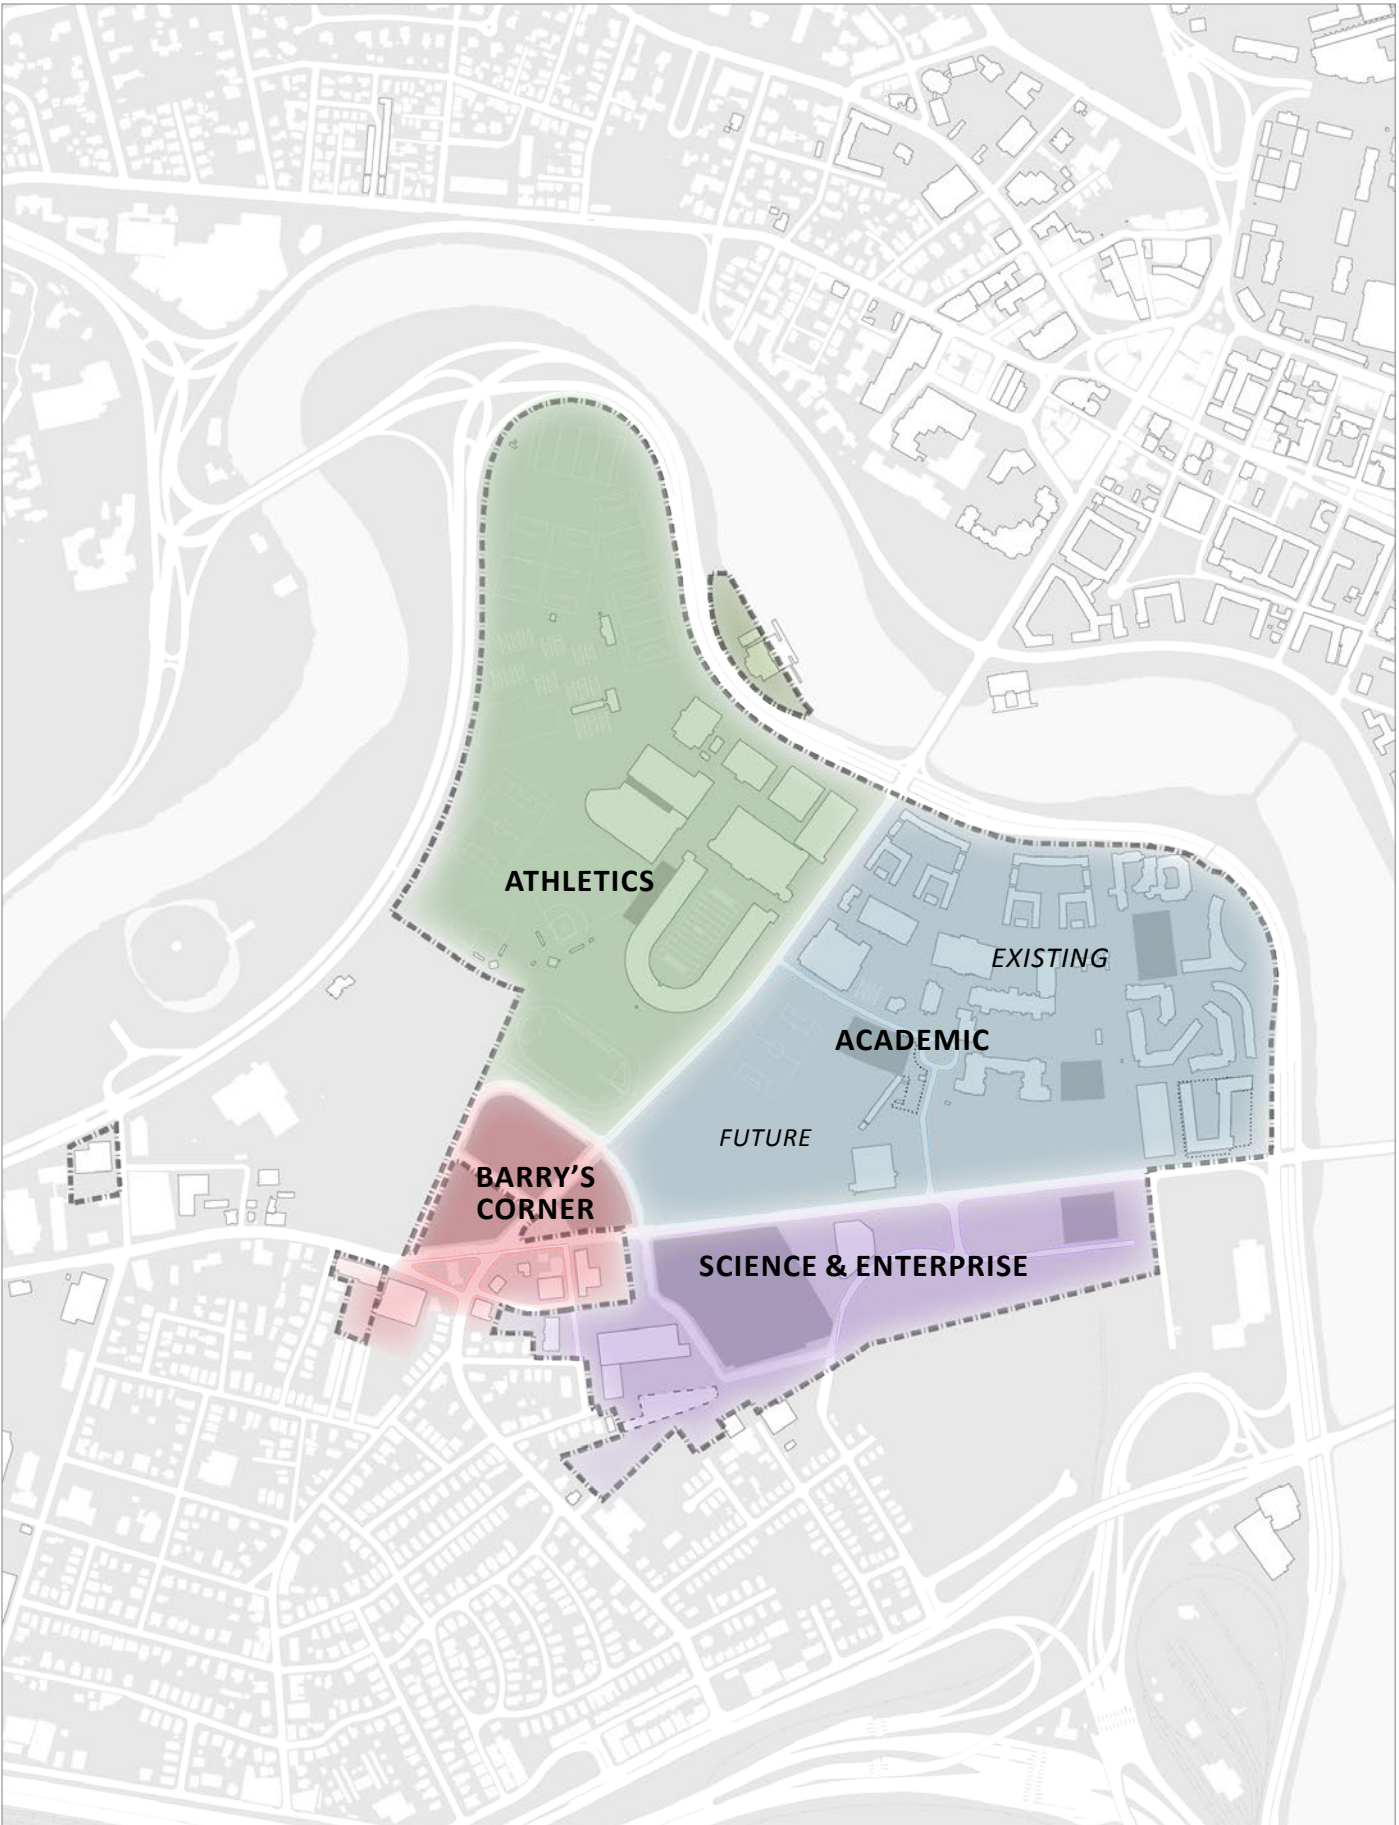 ATHLETICS
EXISTING
ACADEMIC
FUTURE
BARRY’S
CORNER
SCIENCE & ENTERPRISE